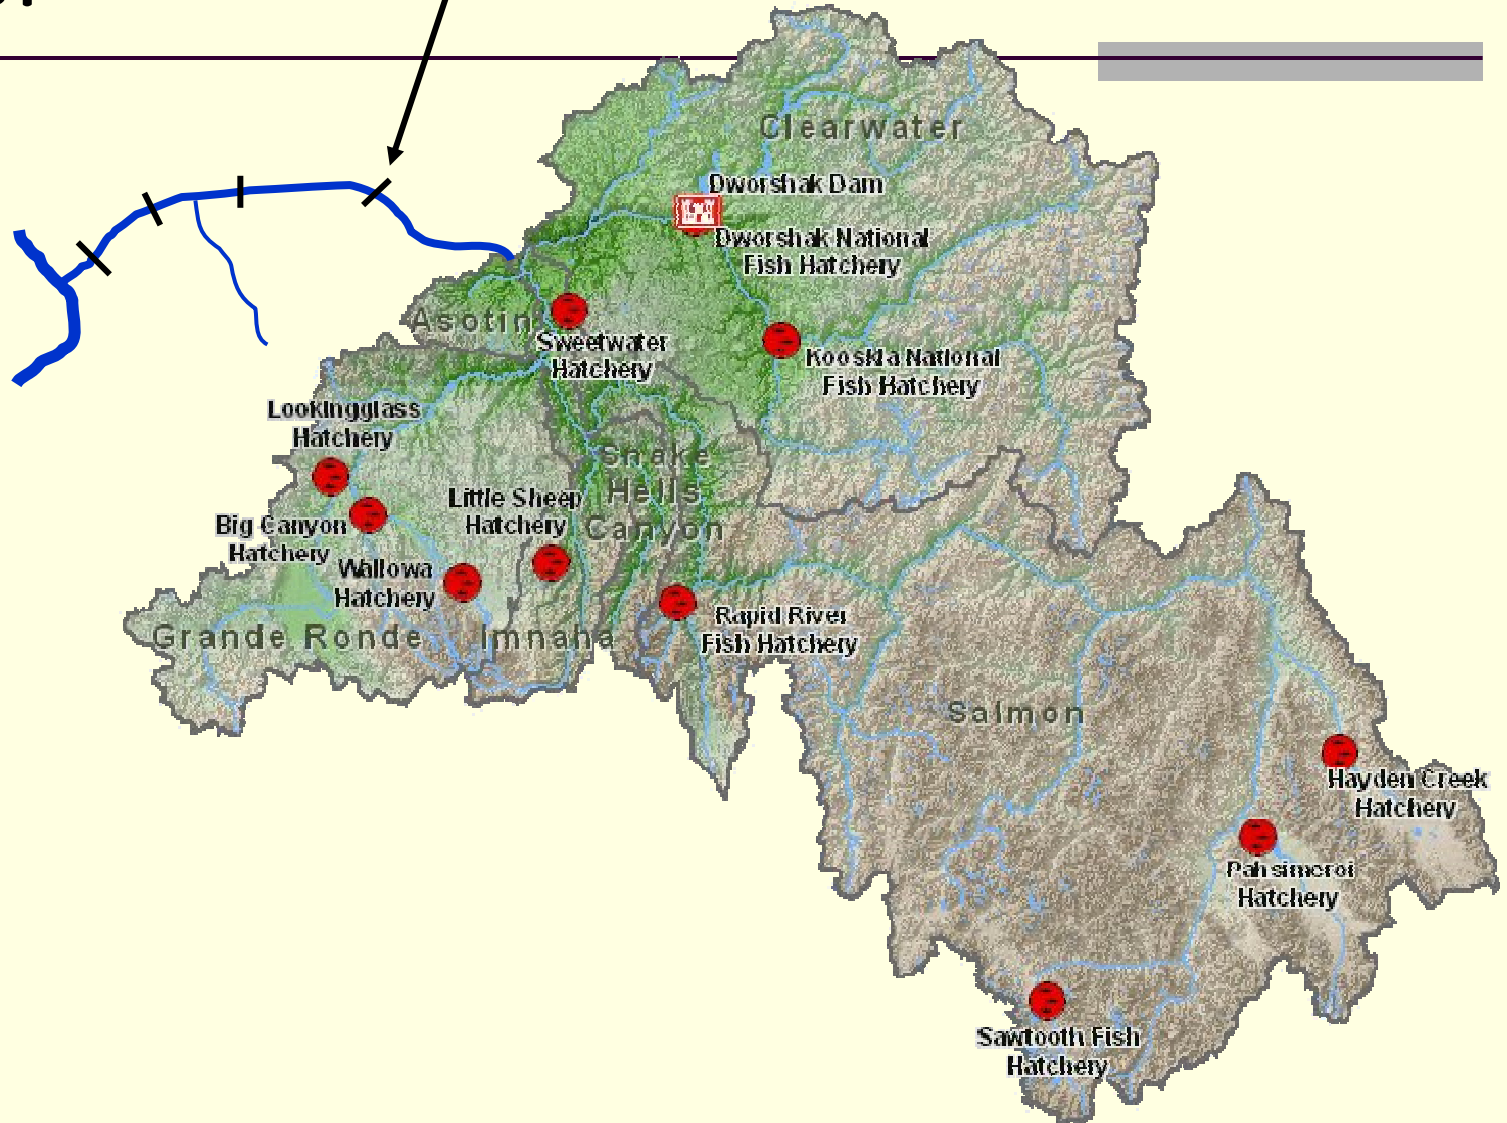 Clearwater
Dworshak Dam
Dworshak National
Fish Hatchery
Asotin
Sweetwater
Hatchery
Kooskia National
Fish Hatchery
Lookingglass
Hatchery
Snake
Hells
Canyon
Little Sheep
Hatchery
Big Canyon
Hatchery
Wallowa
Hatchery
Rapid River
Fish Hatchery
Grande Ronde
Imnaha
Salmon
Hayden Creek
Hatchery
Pahsimeroi
Hatchery
Sawtooth Fish
Hatchery